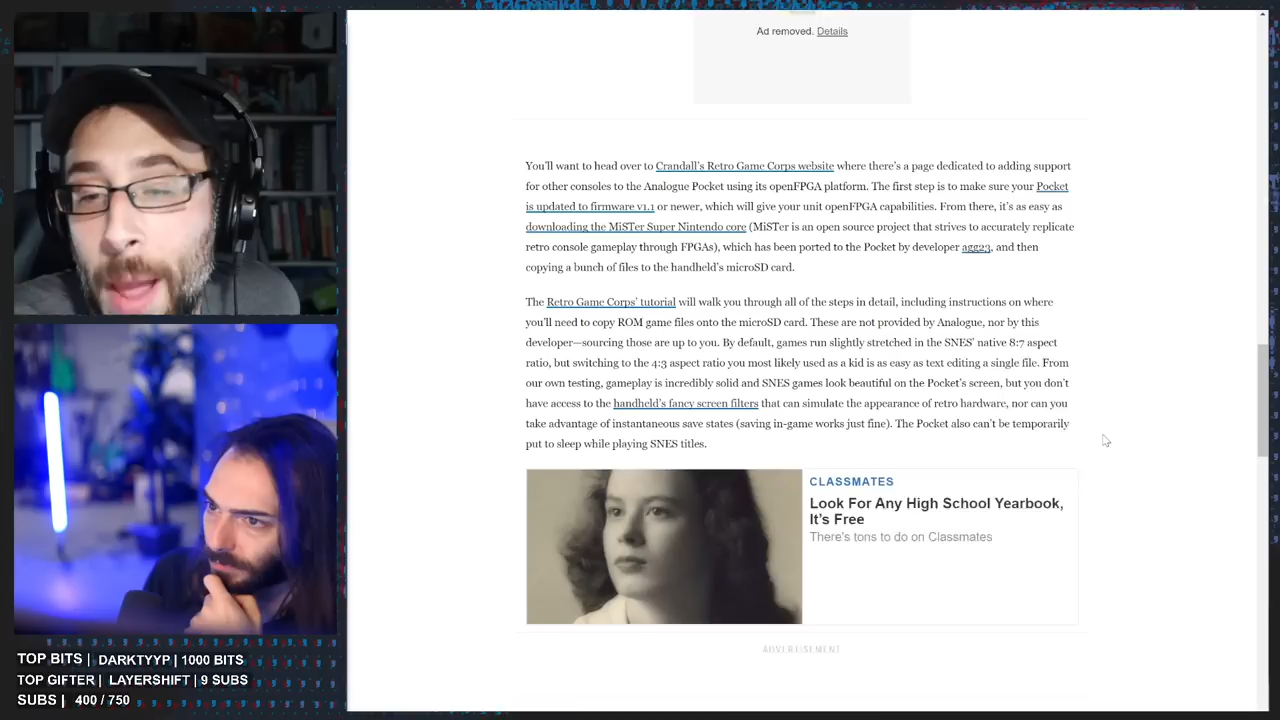 Ad removed. Details
You'll want to head over to Crandall's Retro Game Corps website where there's a page dedicated to adding support
for other consoles to the Analogue Pocket using its openFPGA platform. The first step is to make sure your Pocket
is updated to firmware v1.1 or newer, which will give your unit openFPGA capabilities. From there, it's as easy as
downloading the MiSTer Super Nintendo core (MiSTer is an open source project that strives to accurately replicate
retro console gameplay through FPGAs), which has been ported to the Pocket by developer agg23, and then
copying a bunch of files to the handheld's microSD card.
The Retro Game Corps' tutorial will walk you through all of the steps in detail, including instructions on where
you'll need to copy ROM game files onto the microSD card. These are not provided by Analogue, nor by this
developer—sourcing those are up to you. By default, games run slightly stretched in the SNES' native 8:7 aspect
ratio, but switching to the 4:3 aspect ratio you most likely used as a kid is as easy as text editing a single file. From
our own testing, gameplay is incredibly solid and SNES games look beautiful on the Pocket's screen, but you don't
have access to the handheld's fancy screen filters that can simulate the appearance of retro hardware, nor can you
take advantage of instantaneous save states (saving in-game works just fine). The Pocket also can't be temporarily
put to sleep while playing SNES titles.
CLASSMATES
Look For Any High School Yearbook,
It's Free
There's tons to do on Classmates
ADVERTISEMENT
TOP BITS | DRKTYYP | 1000 BITS
TOP GIFTER | LAYERSHIFT | 9 SUBS
SUBS | 400 / 750